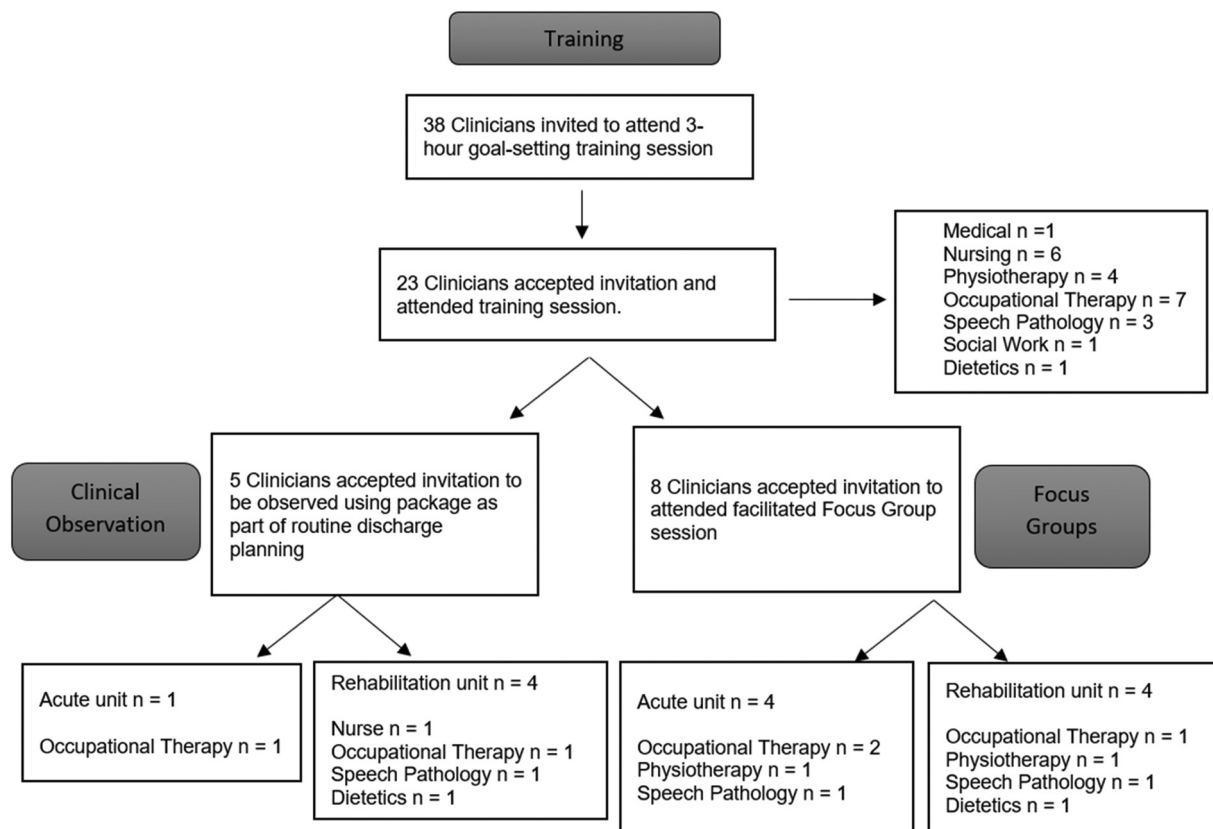 Training
38 Clinicians invited to attend 3-
hour goal-setting training session
23 Clinicians accepted invitation and
attended training session.
Medical n =1
Nursing n = 6
Physiotherapy n = 4
Occupational Therapy n = 7
Speech Pathology n = 3
Social Work n = 1
Dietetics n = 1
Clinical
Observation
5 Clinicians accepted invitation to
be observed using package as
part of routine discharge
planning
8 Clinicians accepted invitation to
attended facilitated Focus Group
session
Focus
Groups
Acute unit n = 1
Occupational Therapy n = 1
Rehabilitation unit n = 4
Nurse n = 1
Occupational Therapy n = 1
Speech Pathology n = 1
Dietetics n = 1
Acute unit n = 4
Occupational Therapy n = 2
Physiotherapy n = 1
Speech Pathology n = 1
Rehabilitation unit n = 4
Occupational Therapy n = 1
Physiotherapy n = 1
Speech Pathology n = 1
Dietetics n = 1